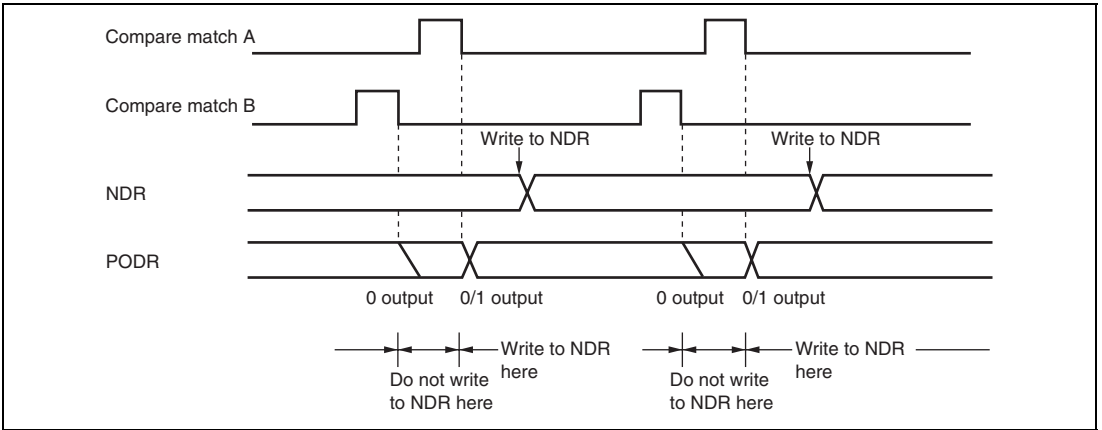 Compare match A
Compare match B
Write to NDR
Write to NDR
NDR
PODR
0 output
0/1 output
0 output
0/1 output
Write to NDR
here
Do not write
to NDR here
Write to NDR
here
Do not write
to NDR here